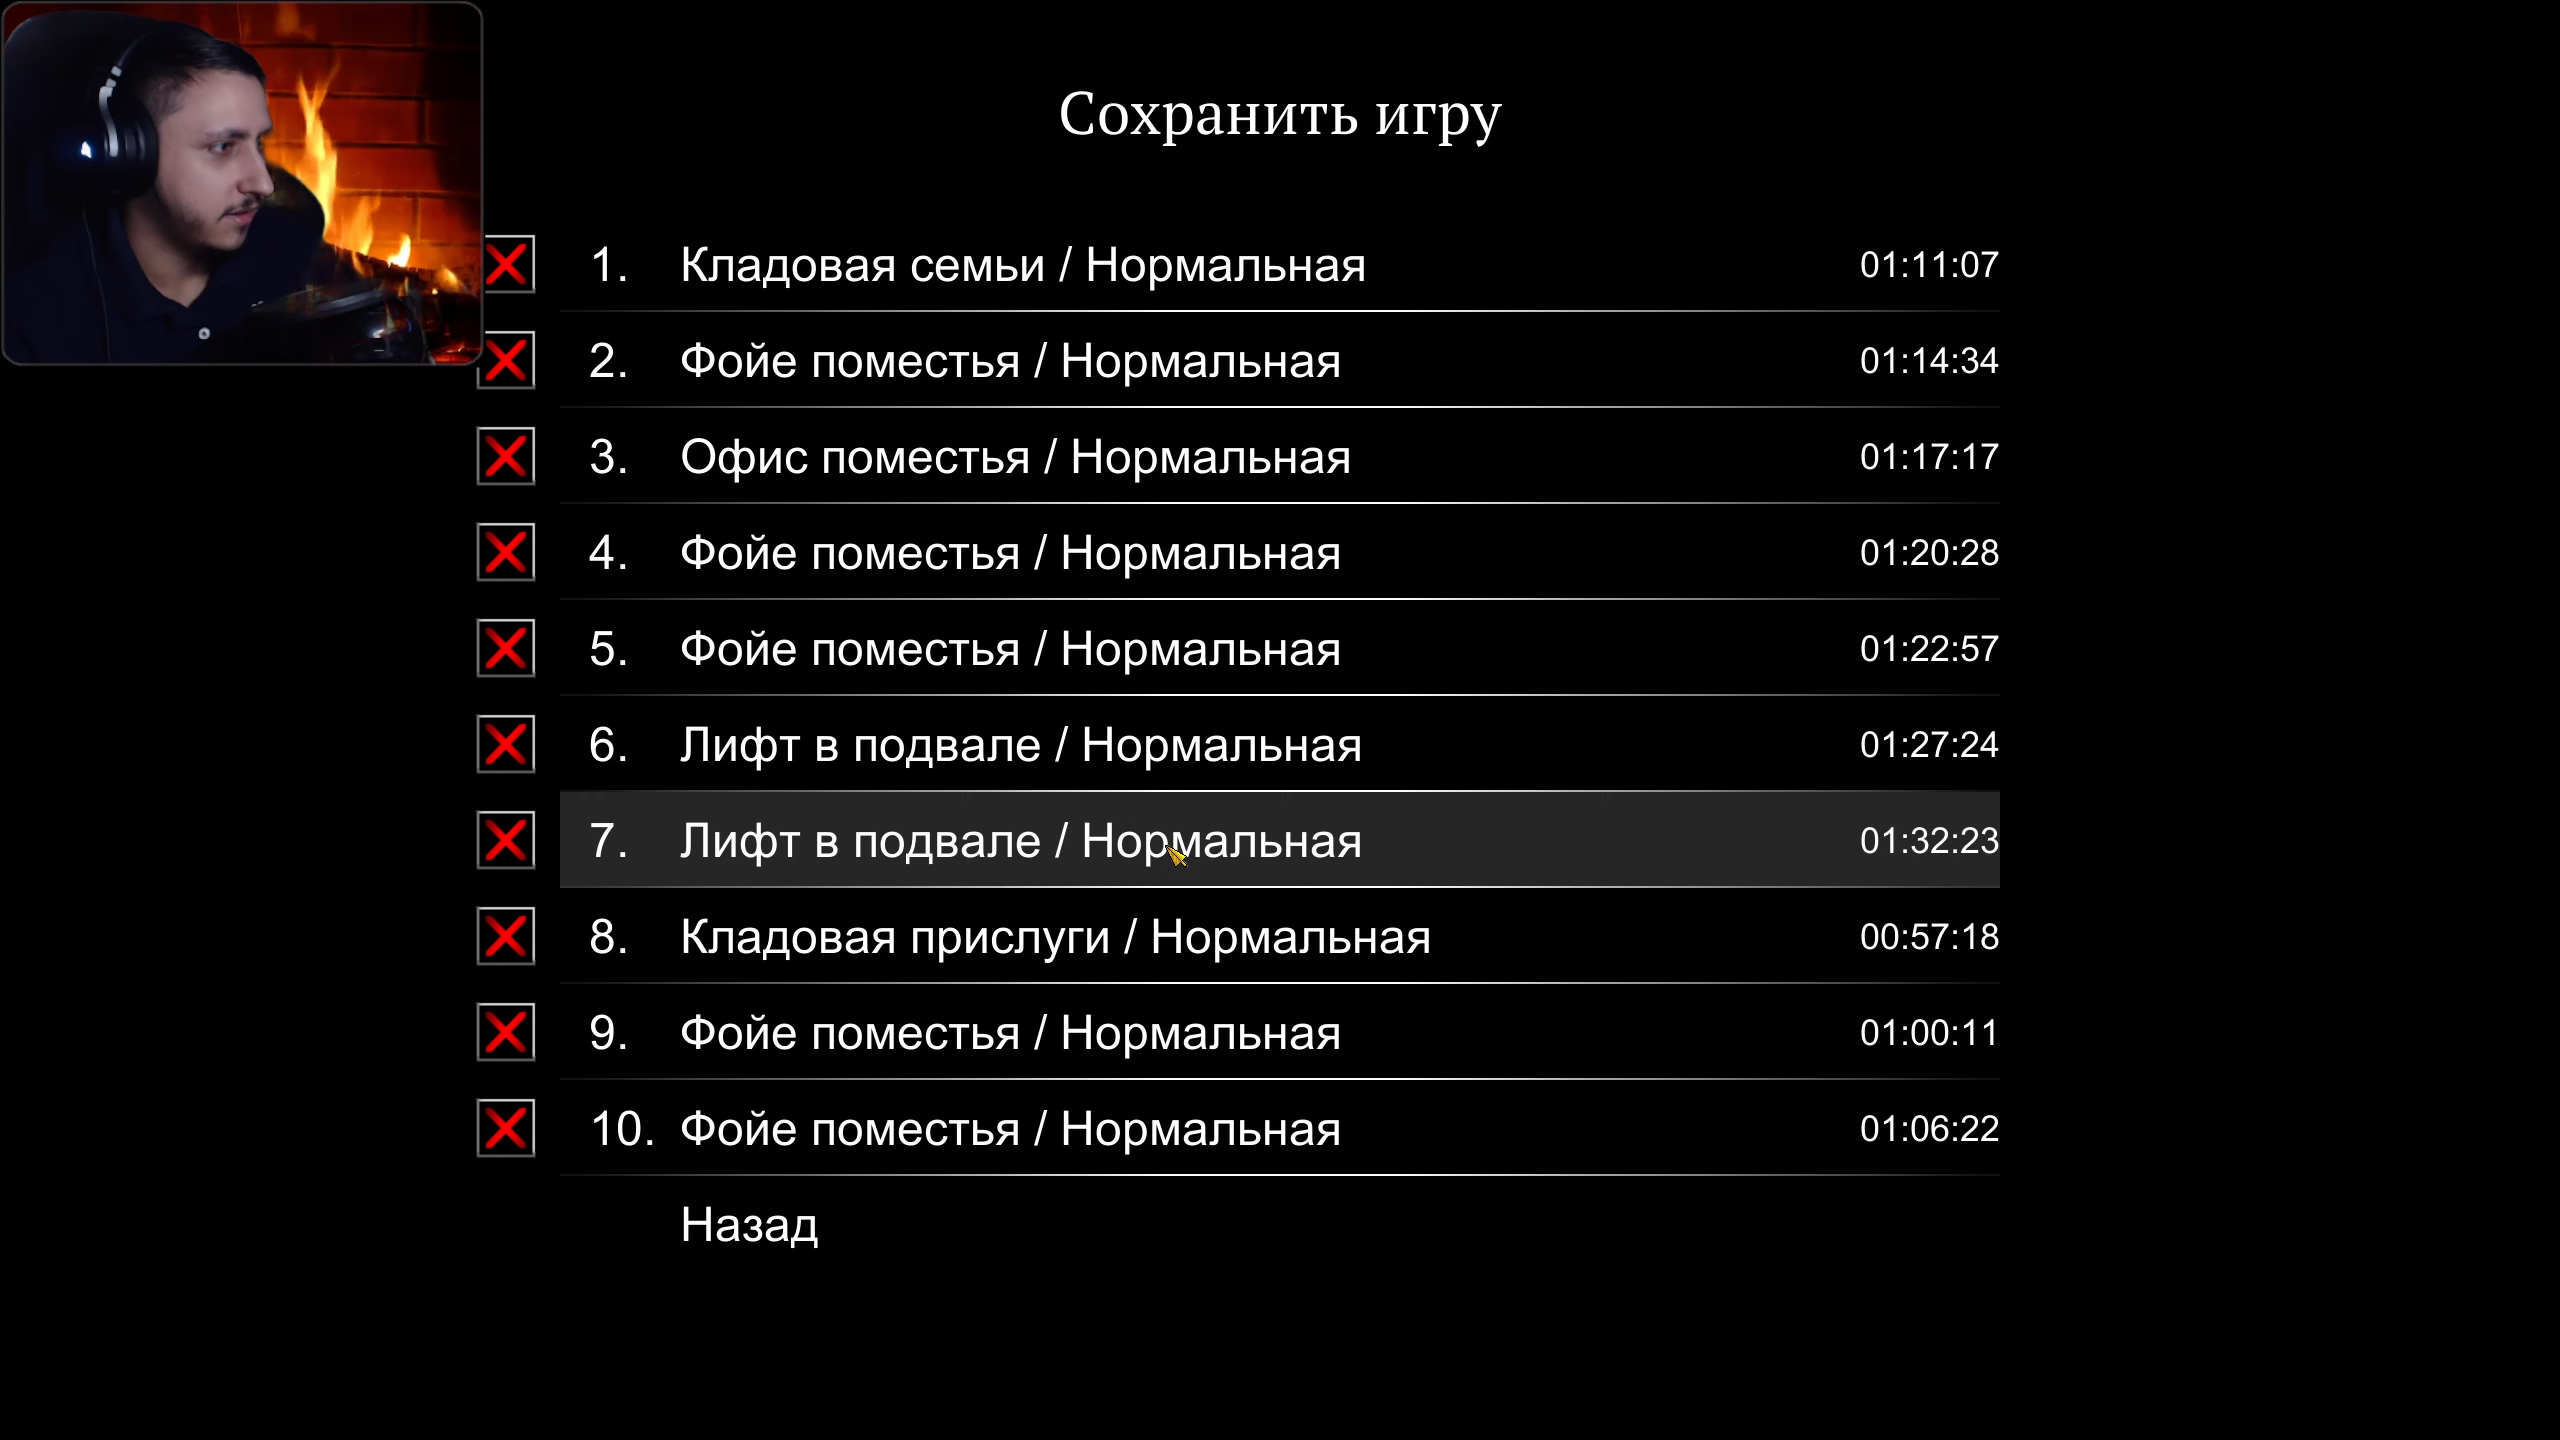 Сохранить игру
1. Кладовая семьи / Нормальная 01:11:07
2. Фойе поместья / Нормальная 01:14:34
3. Офис поместья / Нормальная 01:17:17
4. Фойе поместья / Нормальная 01:20:28
5. Фойе поместья / Нормальная 01:22:57
6. Лифт в подвале / Нормальная 01:27:24
7. Лифт в подвале / Нормальная 01:32:23
8. Кладовая прислуги / Нормальная 00:57:18
9. Фойе поместья / Нормальная 01:00:11
10. Фойе поместья / Нормальная 01:06:22
Назад